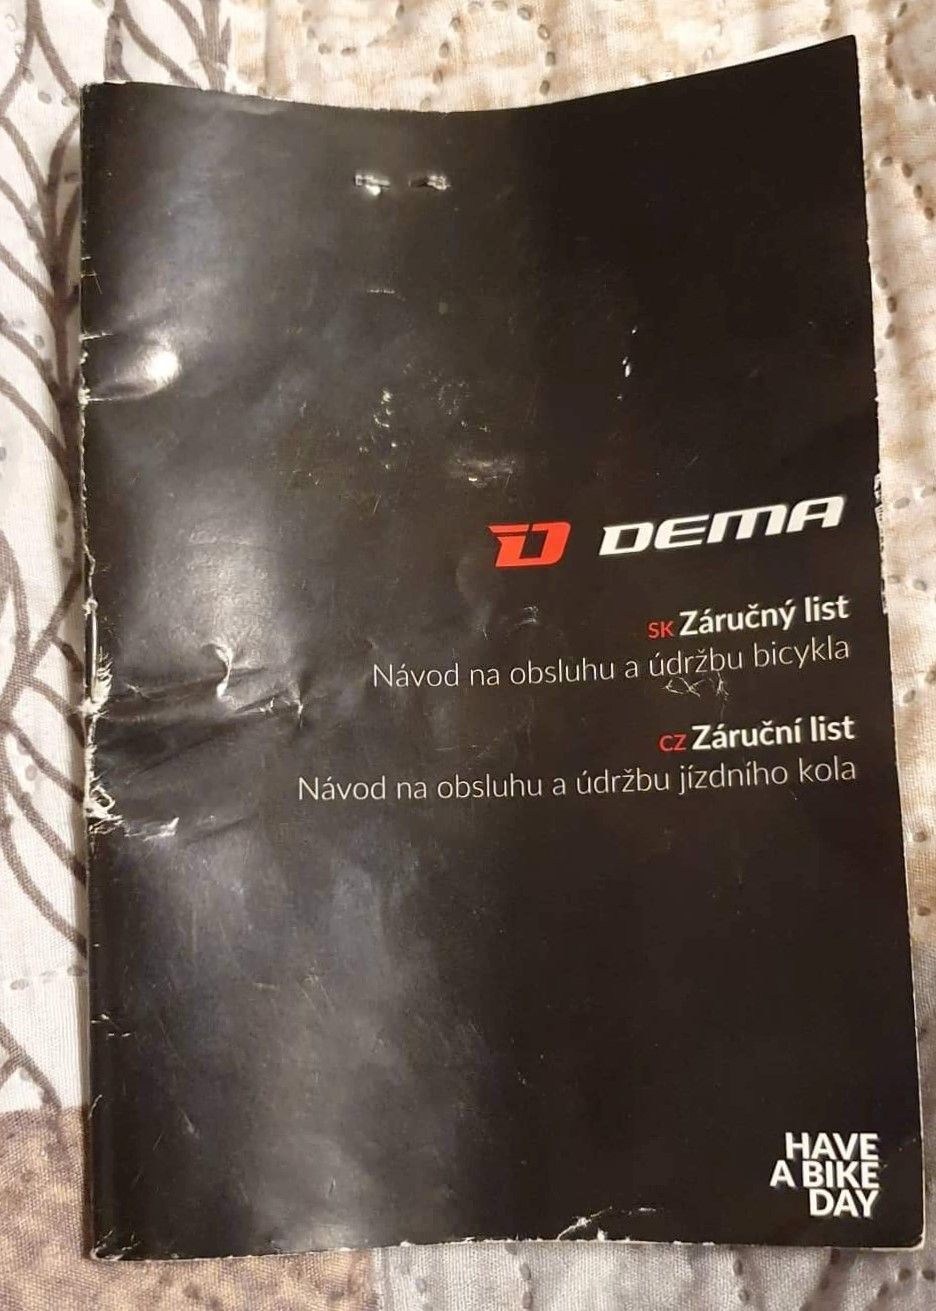 D DEMA
SK Záručný list
Návod na obsluhu a údržbu bicykla
CZ Záruční list
Návod na obsluhu a údržbu jízdního kola
HAVE
A BIKE
DAY